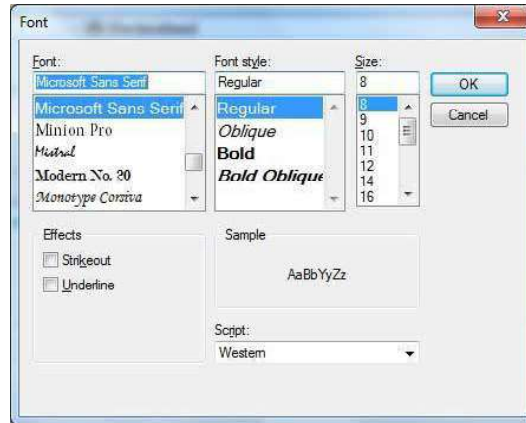 Font
Font: Font style: Size:
Microsoft Sans Serif Regular 8
OK
Cancel
Microsoft Sans Serif
Minion Pro
Mistral
Modern No. 20
Monotype Corsiva
Regular
Oblique
Bold
Bold Oblique
8
9
10
11
12
14
16
Effects
Strikeout
Underline
Sample
AaBbYyZz
Script:
Western